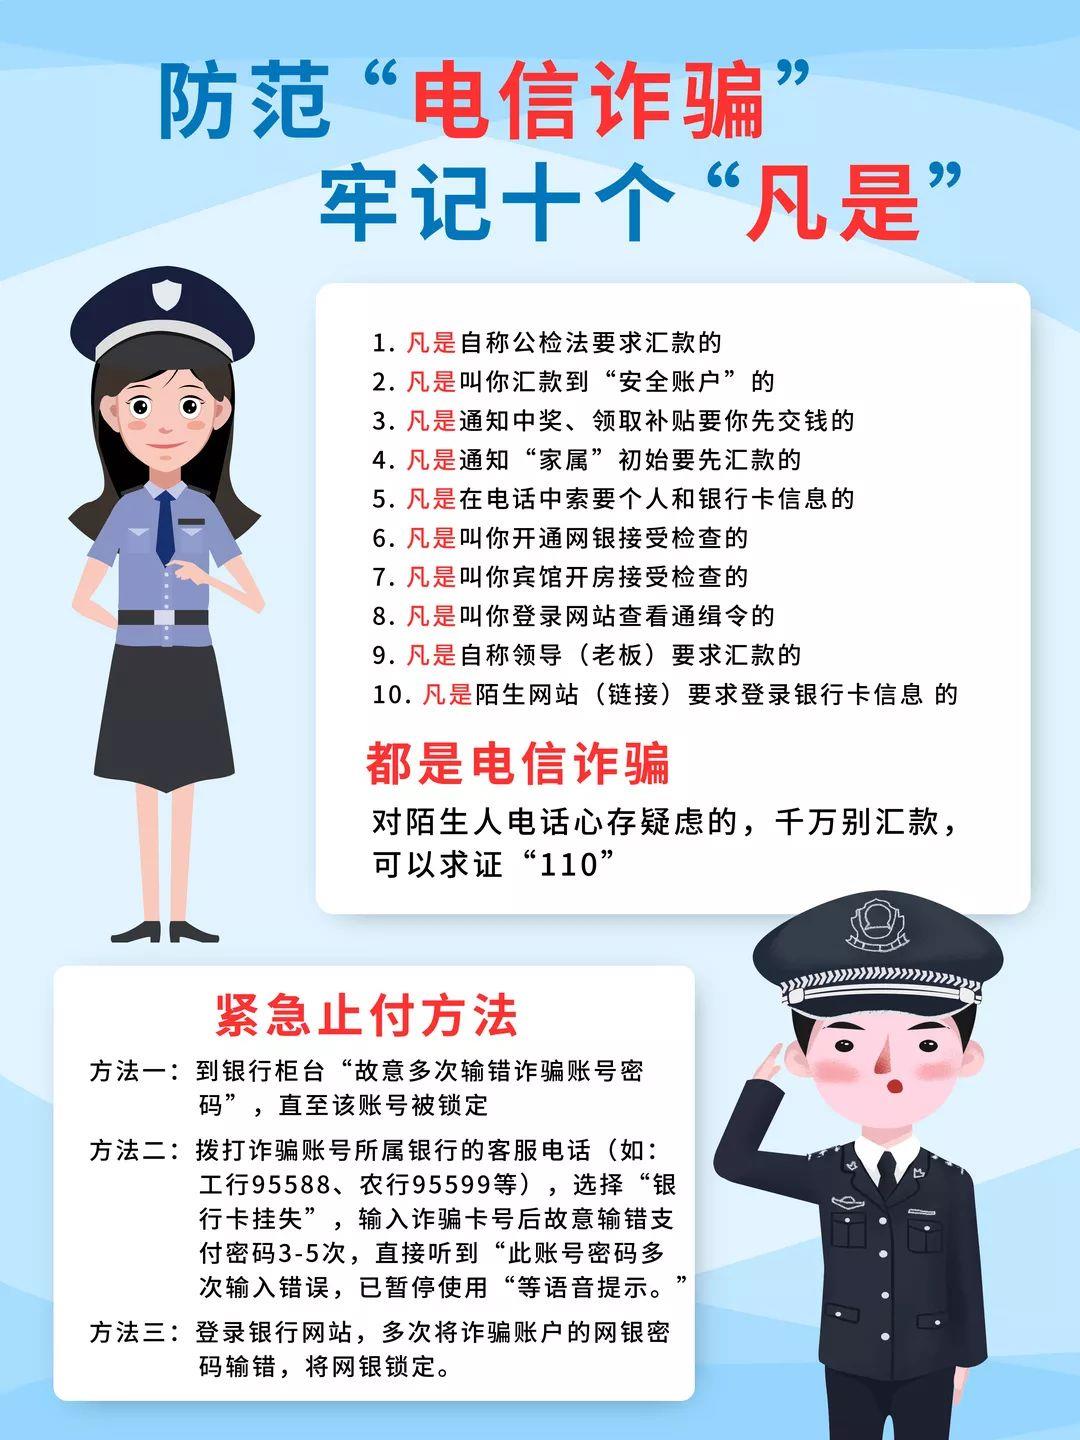 防范“电信诈骗”
牢记十个“凡是”
1. 凡是自称公检法要求汇款的
2. 凡是叫你汇款到“安全账户”的
3. 凡是通知中奖、领取补贴要你先交钱的
4. 凡是通知“家属”初始要先汇款的
5. 凡是在电话中索要个人和银行卡信息的
6. 凡是叫你开通网银接受检查的
7. 凡是叫你宾馆开房接受检查的
8. 凡是叫你登录网站查看通缉令的
9. 凡是自称领导（老板）要求汇款的
10. 凡是陌生网站（链接）要求登录银行卡信息 的
都是电信诈骗
对陌生人电话心存疑虑的，千万别汇款，
可以求证“110”
紧急止付方法
方法一：到银行柜台“故意多次输错诈骗账号密
码”，直至该账号被锁定
方法二：拨打诈骗账号所属银行的客服电话（如：
工行95588、农行95599等），选择“银
行卡挂失”，输入诈骗卡号后故意输错支
付密码3-5次，直接听到“此账号密码多
次输入错误，已暂停使用“等语音提示。”
方法三：登录银行网站，多次将诈骗账户的网银密
码输错，将网银锁定。